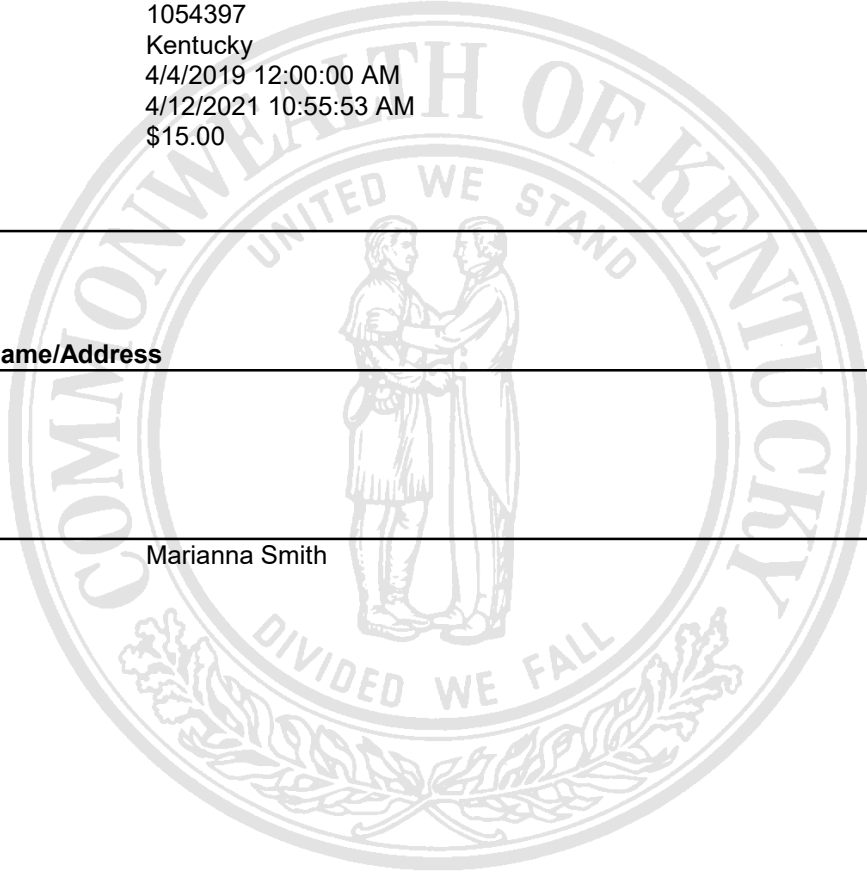 1054397
Kentucky
4/4/2019 12:00:00 AM
4/12/2021 10:55:53 AM
$15.00
COMMONWEALTH OF KENTUCKY
UNITED WE STAND
ame/Address
Marianna Smith
DIVIDED WE FALL